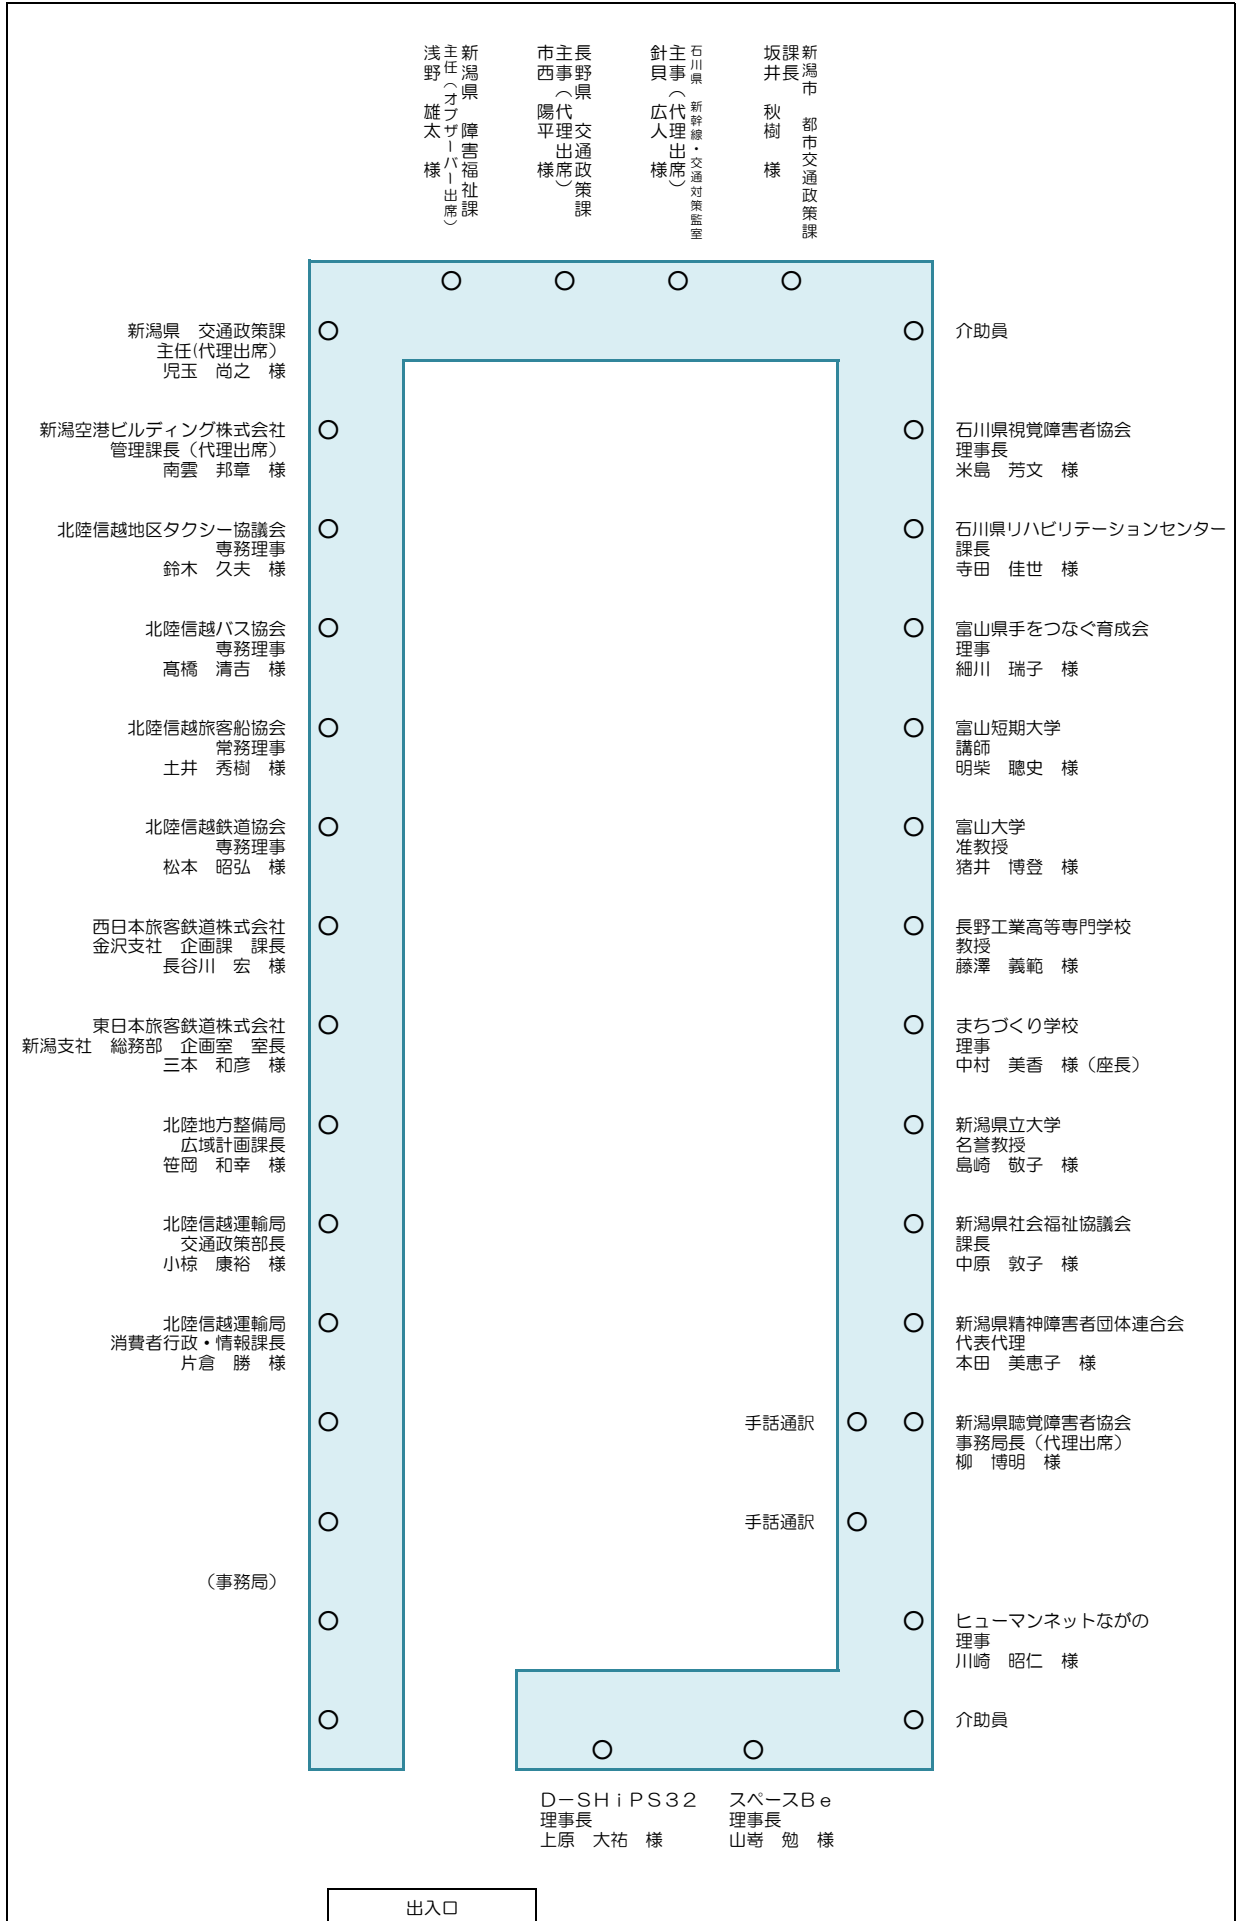 新潟県　障害福祉課
主任（オブザーバー出席）
浅野　雄太　様
長野県　交通政策課
主事（代理出席）
市西　陽平　様
石川県　新幹線・交通対策監室
主事（代理出席）
針貝　広人　様
新潟市　都市交通政策課
課長
坂井　秋樹　様
新潟県　交通政策課
主任(代理出席）
児玉　尚之　様
新潟空港ビルディング株式会社
管理課長（代理出席）
南雲　邦章　様
北陸信越地区タクシー協議会
専務理事
鈴木　久夫　様
北陸信越バス協会
専務理事
髙橋　清吉　様
北陸信越旅客船協会
常務理事
土井　秀樹　様
北陸信越鉄道協会
専務理事
松本　昭弘　様
西日本旅客鉄道株式会社
金沢支社　企画課　課長
長谷川　宏　様
東日本旅客鉄道株式会社
新潟支社　総務部　企画室　室長
三本　和彦　様
北陸地方整備局
広域計画課長
笹岡　和幸　様
北陸信越運輸局
交通政策部長
小椋　康裕　様
北陸信越運輸局
消費者行政・情報課長
片倉　勝　様
（事務局）
介助員
石川県視覚障害者協会
理事長
米島　芳文　様
石川県リハビリテーションセンター
課長
寺田　佳世　様
富山県手をつなぐ育成会
理事
細川　瑞子　様
富山短期大学
講師
明柴　聰史　様
富山大学
准教授
猪井　博登　様
長野工業高等専門学校
教授
藤澤　義範　様
まちづくり学校
理事
中村　美香　様（座長）
新潟県立大学
名誉教授
島崎　敬子　様
新潟県社会福祉協議会
課長
中原　敦子　様
新潟県精神障害者団体連合会
代表代理
本田　美恵子　様
手話通訳
新潟県聴覚障害者協会
事務局長（代理出席）
柳　博明　様
手話通訳
ヒューマンネットながの
理事
川崎　昭仁　様
介助員
Ｄ－ＳＨｉＰＳ３２
理事長
上原　大祐　様
スペースＢｅ
理事長
山嵜　勉　様
出入口